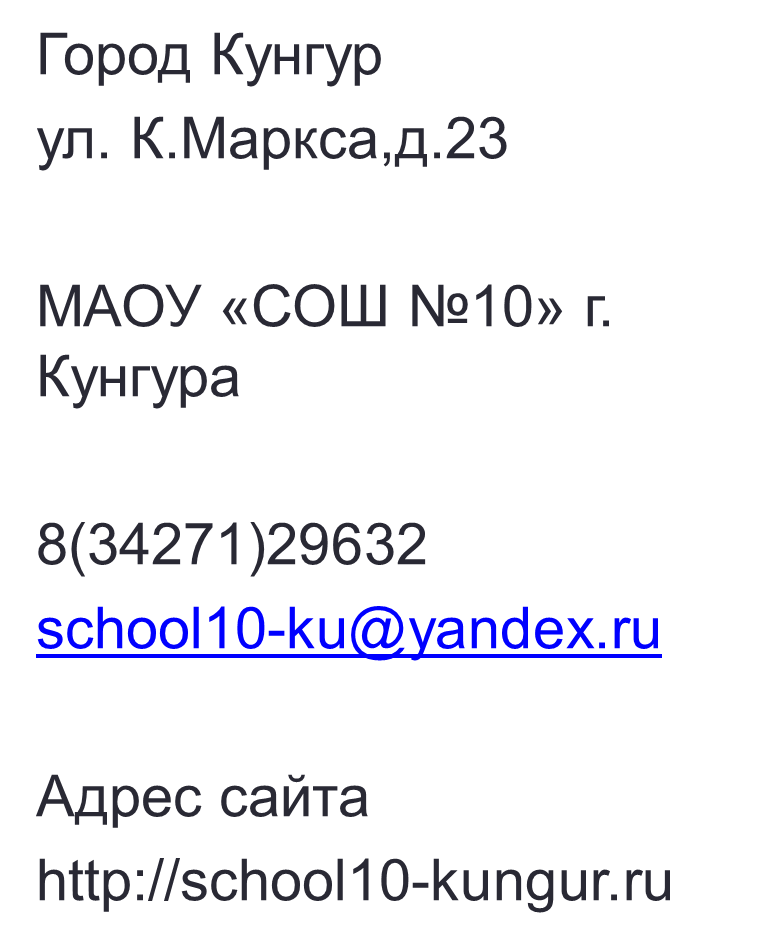 Город Кунгур
ул. К.Маркса,д.23
МАОУ «СОШ №10» г.
Кунгура
8(34271)29632
school10-ku@yandex.ru
Адрес сайта
http://school10-kungur.ru